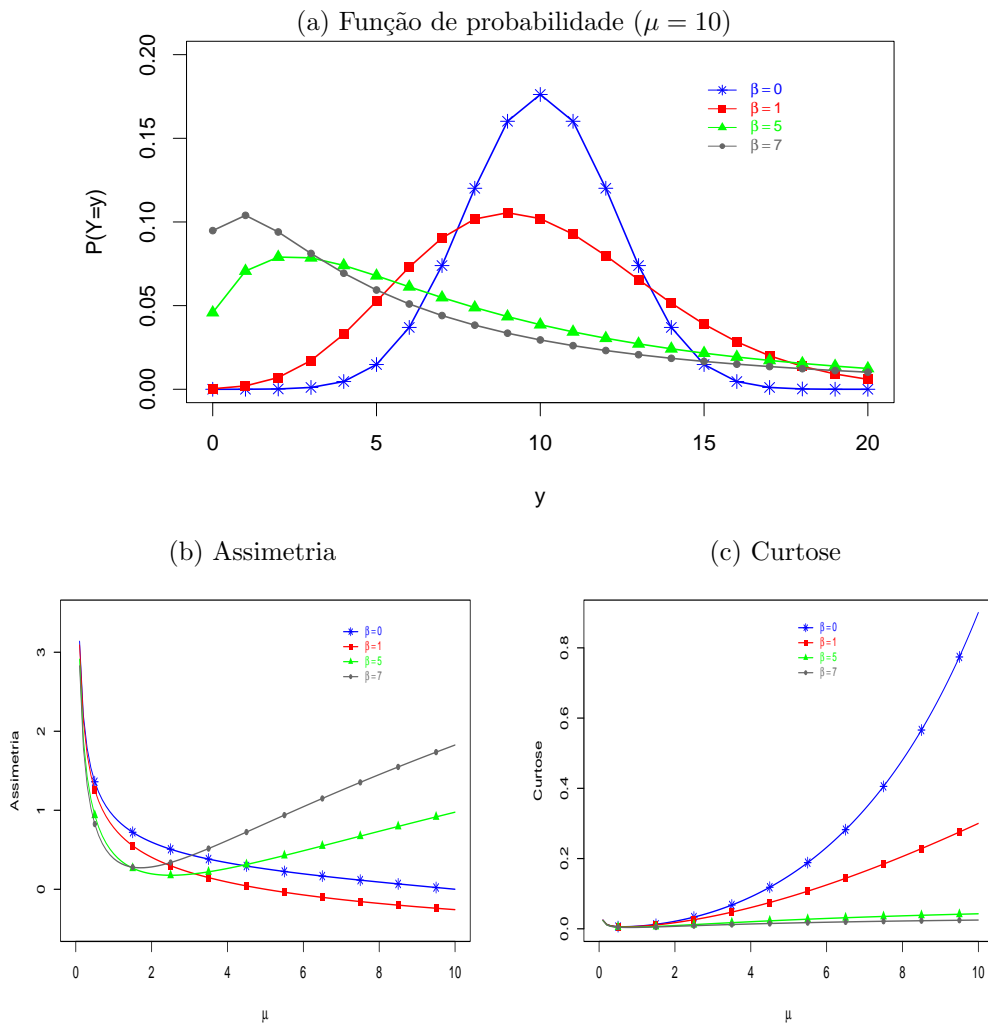 (a) Função de probabilidade (μ = 10)
0.20
0.15
0.10
0.05
0.00
P(Y=y)
β = 0
β = 1
β = 5
β = 7
0 5 10 15 20
y
(b) Assimetria
3
2
1
0
Assimetria
β = 0
β = 1
β = 5
β = 7
0 2 4 6 8 10
μ
(c) Curtose
0.8
0.6
0.4
0.2
0.0
Curtose
β = 0
β = 1
β = 5
β = 7
0 2 4 6 8 10
μ